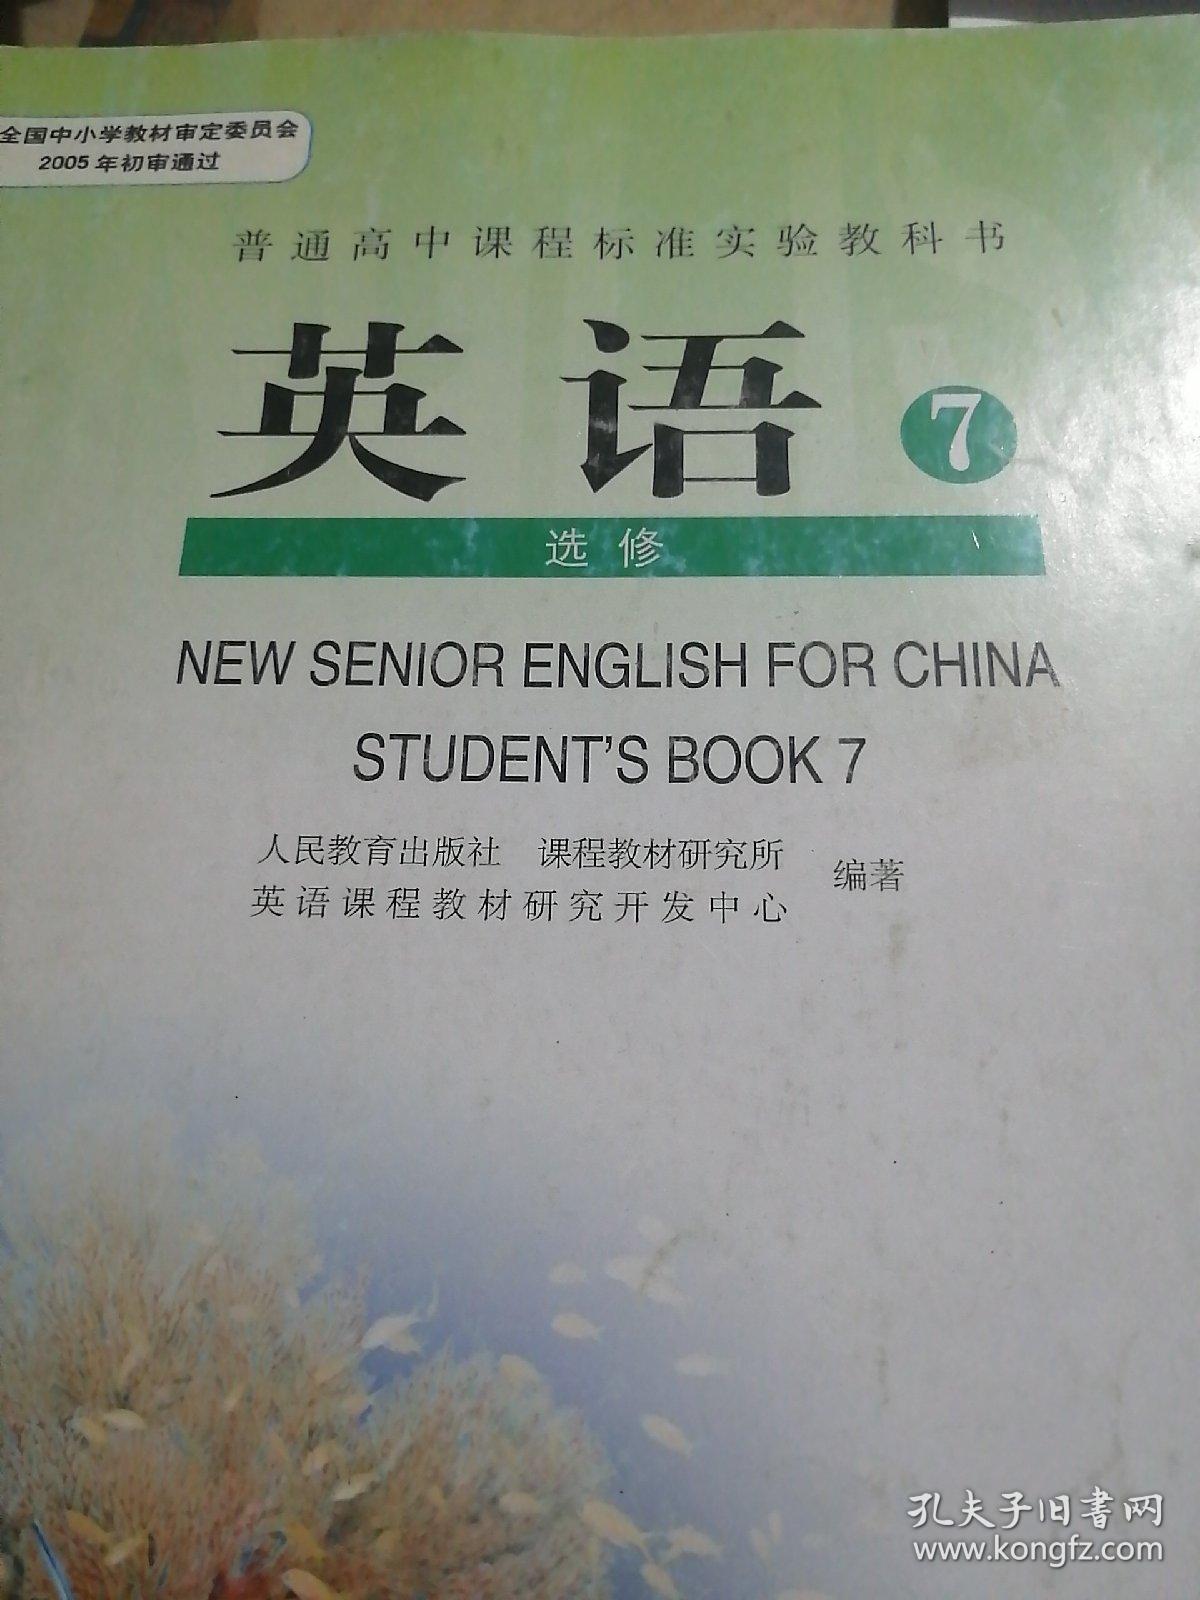 全国中小学教材审定委员会
2005年初审通过
普通高中课程标准实验教科书
英语 7
选修
NEW SENIOR ENGLISH FOR CHINA
STUDENT'S BOOK 7
人民教育出版社 课程教材研究所
英语课程教材研究开发中心
编著
孔夫子旧书网
www.kongfz.com